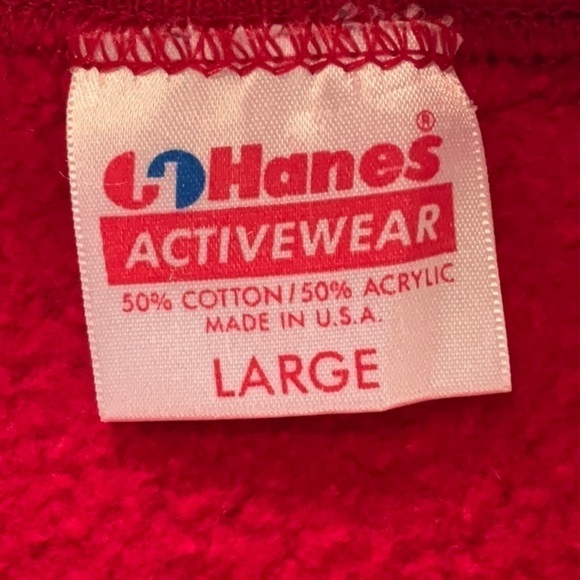 Hanes®
ACTIVEWEAR
50% COTTON/50% ACRYLIC
MADE IN U.S.A.
LARGE